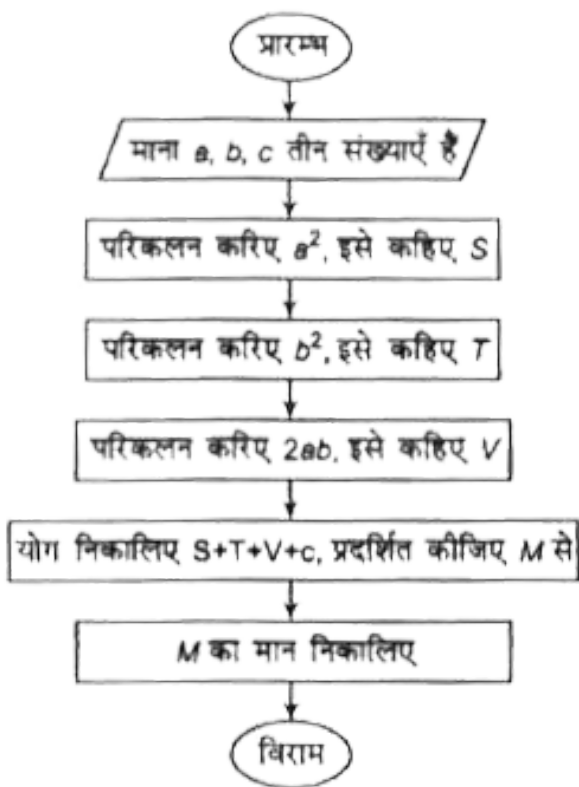 प्रारम्भ
माना a, b, c तीन संख्याएँ हैं
परिकलन करिए a², इसे कहिए S
परिकलन करिए b², इसे कहिए T
परिकलन करिए 2ab, इसे कहिए V
योग निकालिए S+T+V+c, प्रदर्शित कीजिए M से
M का मान निकालिए
विराम